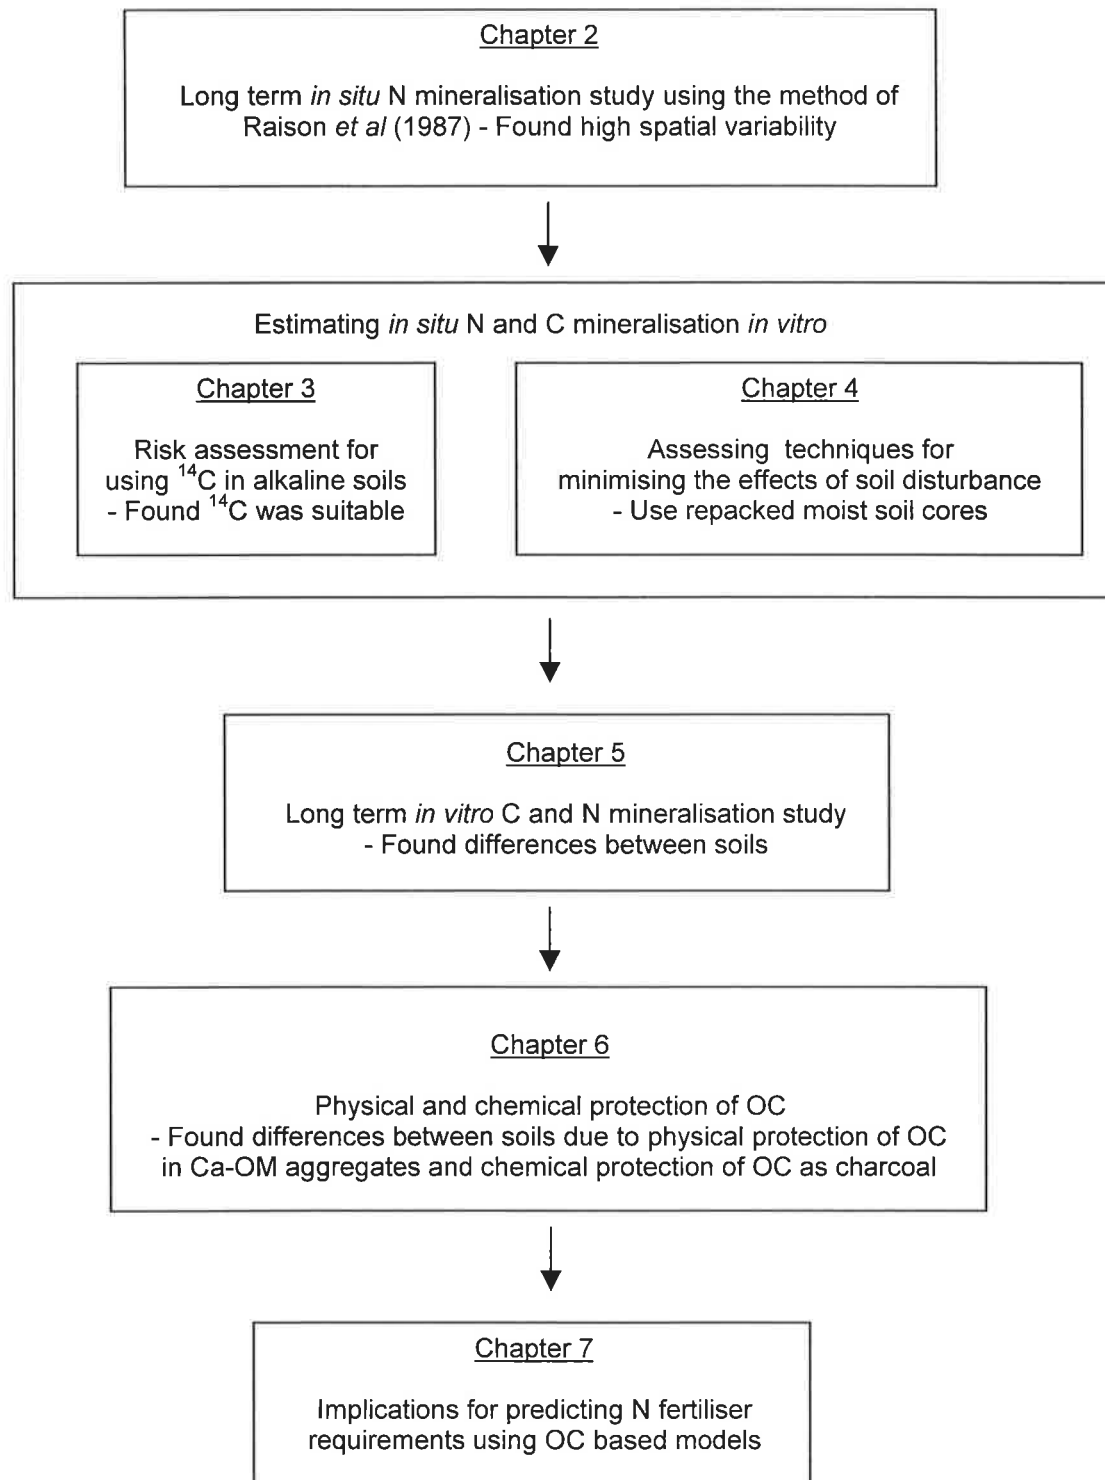 Chapter 2
Long term in situ N mineralisation study using the method of
Raison et al (1987) - Found high spatial variability
Estimating in situ N and C mineralisation in vitro
Chapter 3
Risk assessment for
using ¹⁴C in alkaline soils
- Found ¹⁴C was suitable
Chapter 4
Assessing techniques for
minimising the effects of soil disturbance
- Use repacked moist soil cores
Chapter 5
Long term in vitro C and N mineralisation study
- Found differences between soils
Chapter 6
Physical and chemical protection of OC
- Found differences between soils due to physical protection of OC
in Ca-OM aggregates and chemical protection of OC as charcoal
Chapter 7
Implications for predicting N fertiliser
requirements using OC based models